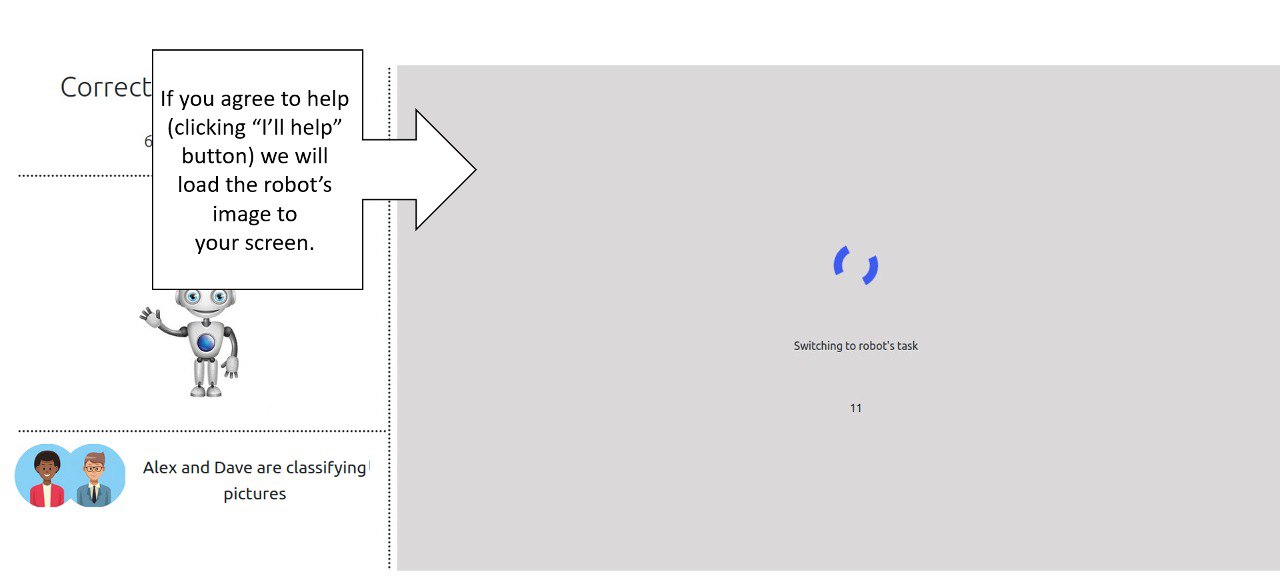 Correct
6
If you agree to help
(clicking “I’ll help”
button) we will
load the robot’s
image to
your screen.
Switching to robot's task
11
Alex and Dave are classifying
pictures